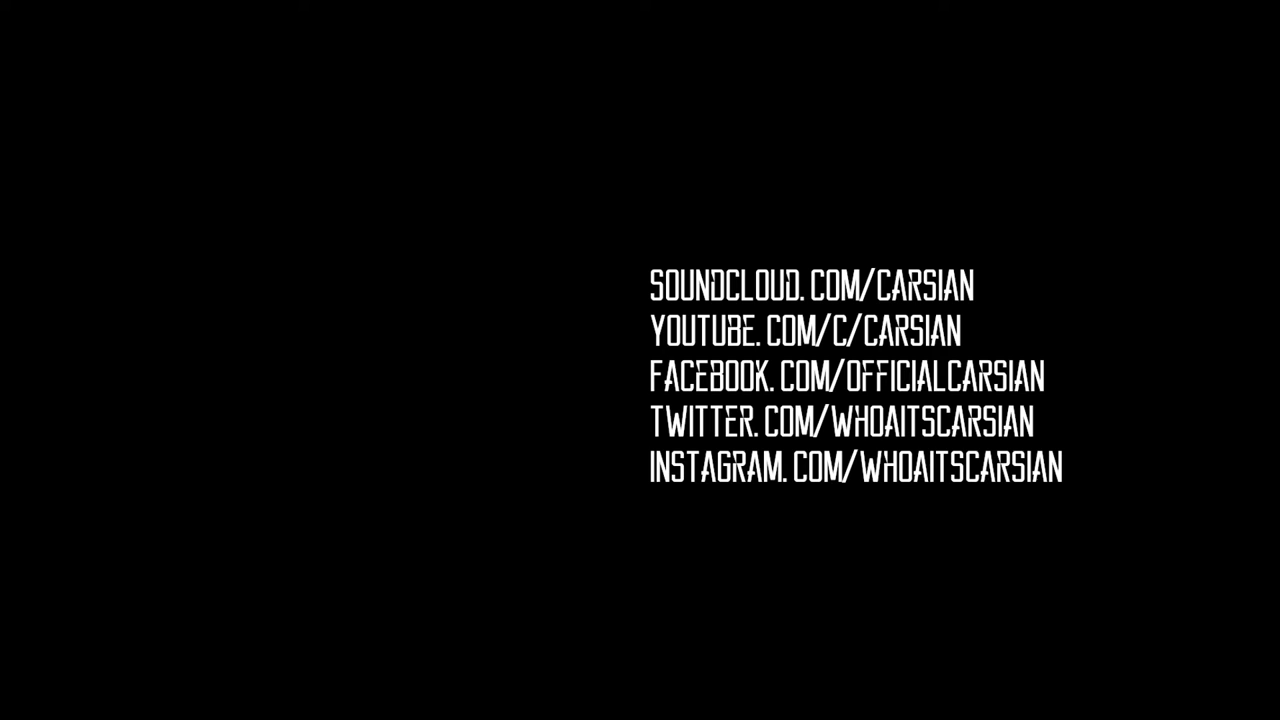 SOUNDCLOUD.COM/CARSIAN
YOUTUBE.COM/C/CARSIAN
FACEBOOK.COM/OFFICIALCARSIAN
TWITTER.COM/WHOAITSCARSIAN
INSTAGRAM.COM/WHOAITSCARSIAN